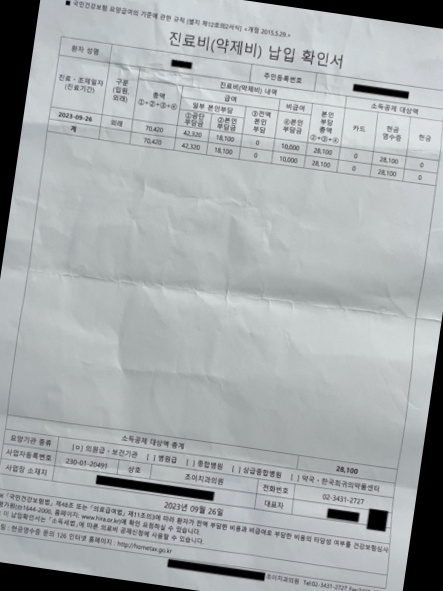 ■ 국민건강보험 요양급여의 기준에 관한 규칙 [별지 제12호의2서식] <개정 2015.5.29.>
진료비(약제비) 납입 확인서
환자 성명 주민등록번호
진료·조제일자 (진료기간) 구분 (입원, 외래) 진료비(약제비) 내역 소득공제 대상액
총액 ①+②+③+④ 급여 비급여 본인 부담 총액 ②+③+④ 카드 현금 영수증 현금
일부 본인부담 ③전액 본인 부담 ④본인 부담금
①공단 부담금 ②본인 부담금
2023-09-26 외래 70,420 42,320 18,100 0 10,000 28,100 0 28,100 0
계 70,420 42,320 18,100 0 10,000 28,100 0 28,100 0
소득공제 대상액 총계 28,100
요양기관 종류 [ㅇ] 의원급·보건기관 [ ] 병원급 [ ] 종합병원 [ ] 상급종합병원 [ ] 약국·한국희귀의약품센터
사업자등록번호 230-01-20491 상호 조이치과의원 전화번호 02-3431-2727
사업장 소재지 대표자
2023년 09월 26일
「국민건강보험법」 제48조 또는 「의료급여법」 제11조의3에 따라 환자가 전액 부담한 비용과 비급여로 부담한 비용의 타당성 여부를 건강보험심사
평가원(☎1644-2000, 홈페이지: www.hira.or.kr)에 확인 요청하실 수 있습니다.
이 납입확인서는 「소득세법」에 따른 의료비 공제신청에 사용할 수 있습니다.
현금영수증 문의 126 인터넷 홈페이지 : http://hometax.go.kr
조이치과의원 Tel:02-3431-2727